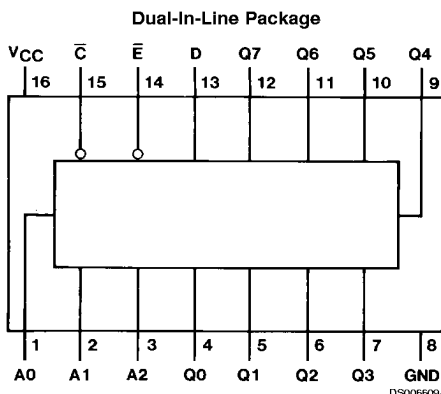 Dual-In-Line Package
VCC C̅ E̅ D Q7 Q6 Q5 Q4
16 15 14 13 12 11 10 9
1 2 3 4 5 6 7 8
A0 A1 A2 Q0 Q1 Q2 Q3 GND